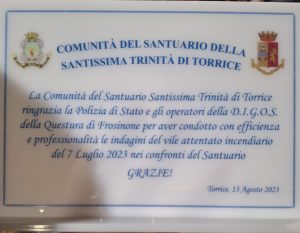 COMUNITÀ DEL SANTUARIO DELLA
SANTISSIMA TRINITÀ DI TORRICE
La Comunità del Santuario Santissima Trinità di Torrice
ringrazia la Polizia di Stato e gli operatori della D.I.G.O.S.
della Questura di Frosinone per aver condotto con efficienza
e professionalità le indagini del vile attentato incendiario
del 7 Luglio 2023 nei confronti del Santuario
GRAZIE!
Torrice, 13 Agosto 2023